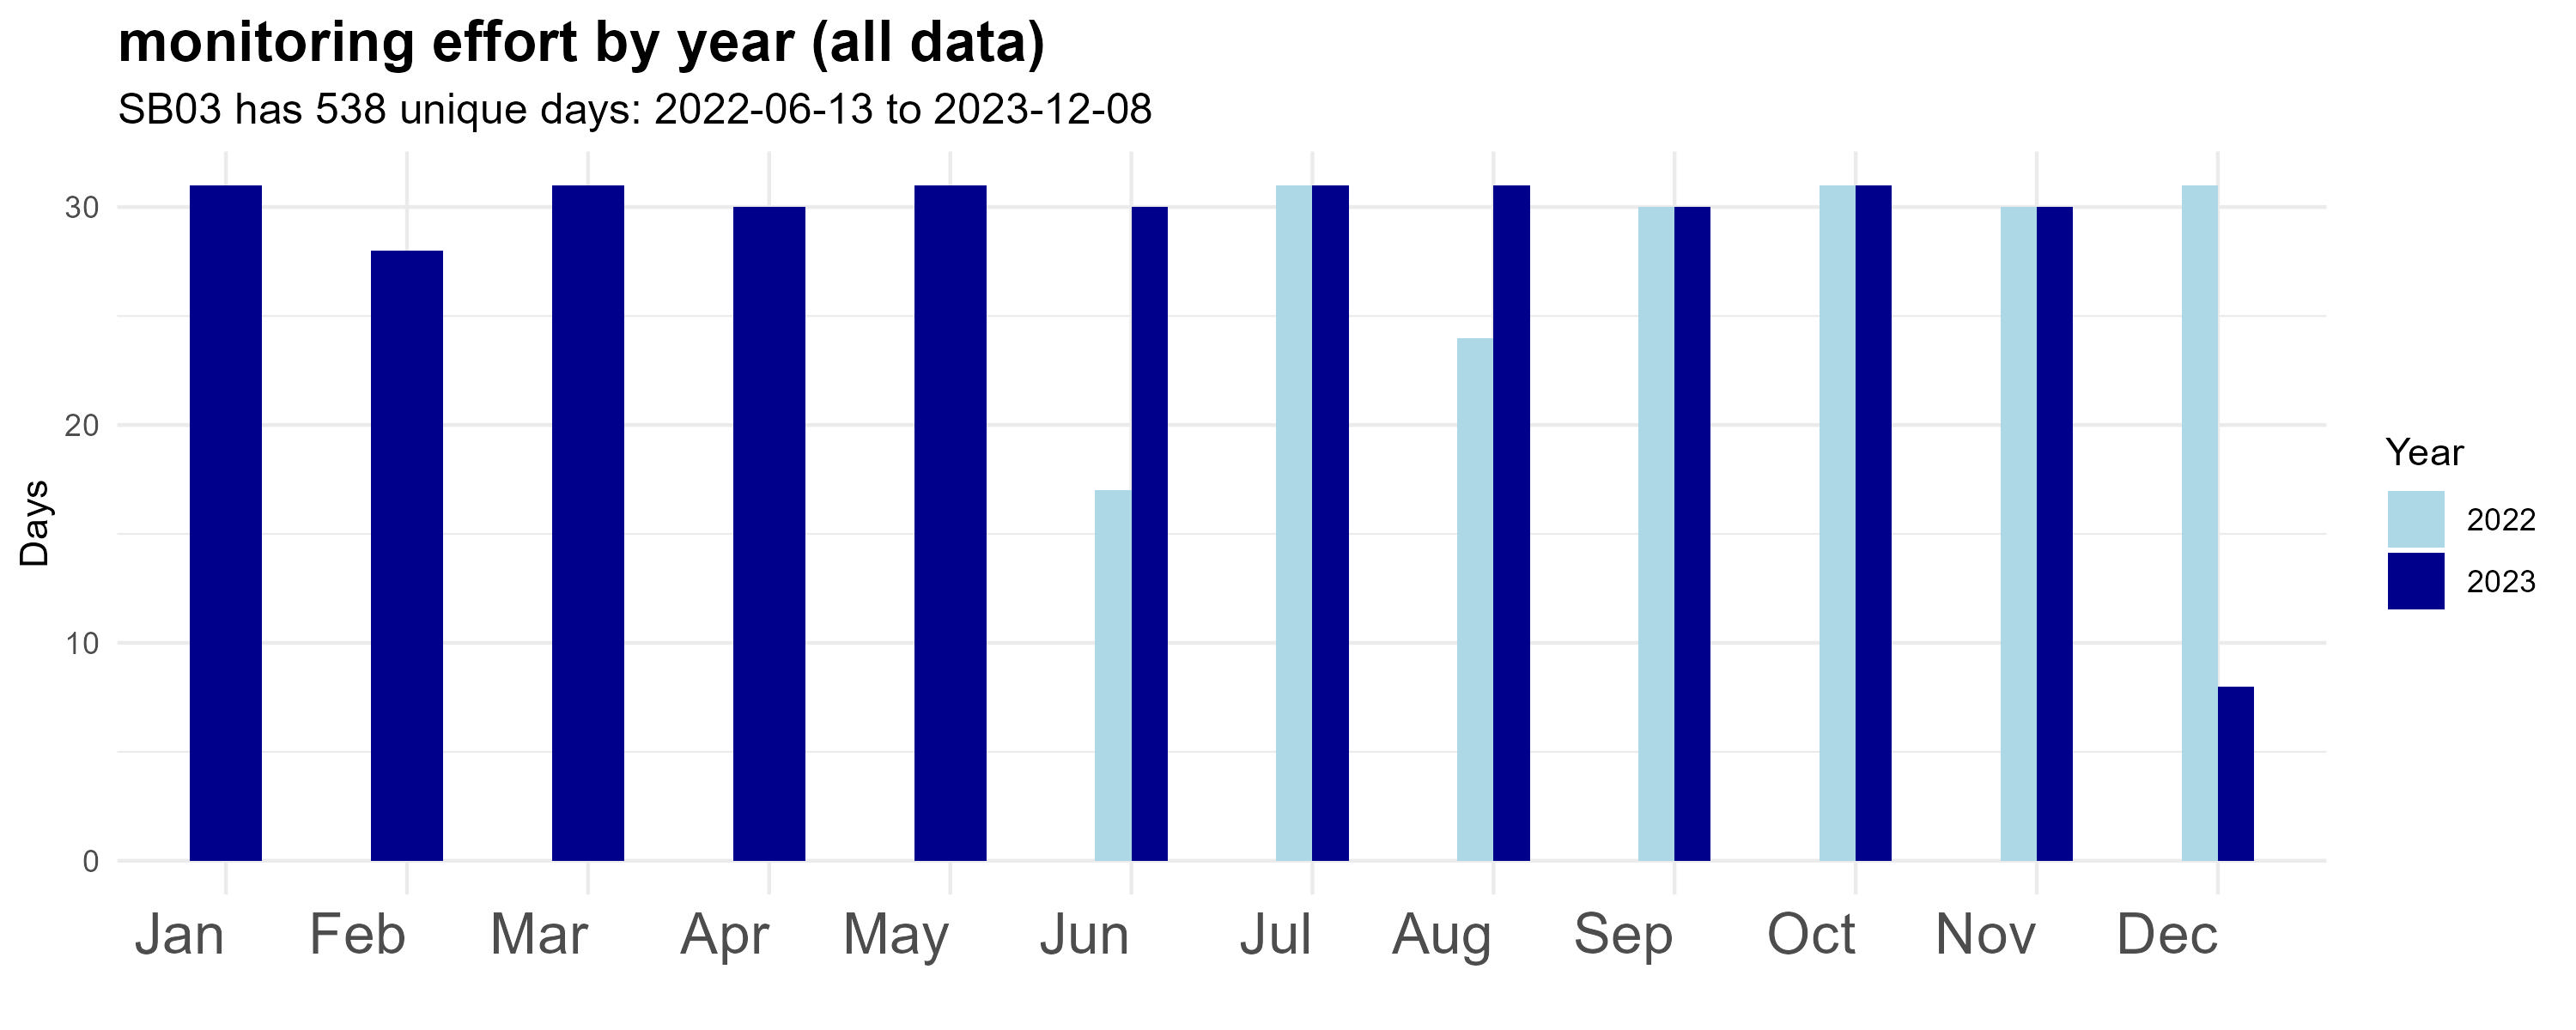 monitoring effort by year (all data)
SB03 has 538 unique days: 2022-06-13 to 2023-12-08
30
20
10
0
Days
Jan Feb Mar Apr May Jun Jul Aug Sep Oct Nov Dec
Year
2022
2023